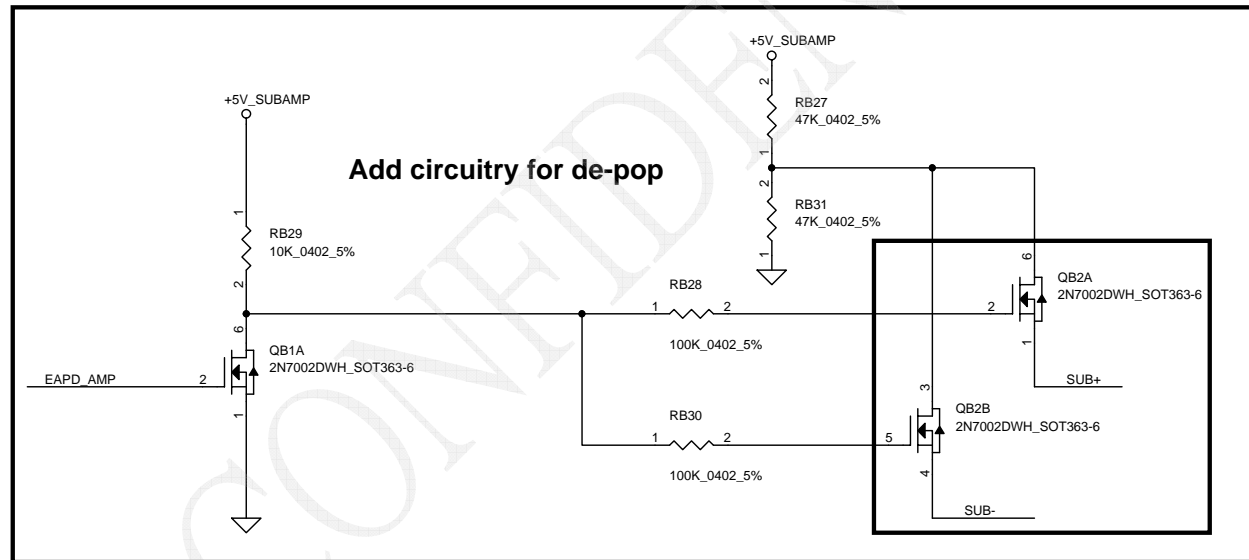 +5V_SUBAMP
2
RB27
47K_0402_5%
1
+5V_SUBAMP
Add circuitry for de-pop
2
RB31
47K_0402_5%
1
1
RB29
10K_0402_5%
2
6
QB2A
2N7002DWH_SOT363-6
RB28
1
2
2
100K_0402_5%
1
SUB+
6
QB1A
2N7002DWH_SOT363-6
EAPD_AMP
2
1
3
QB2B
2N7002DWH_SOT363-6
RB30
1
2
5
100K_0402_5%
4
SUB-
CONFIDEN